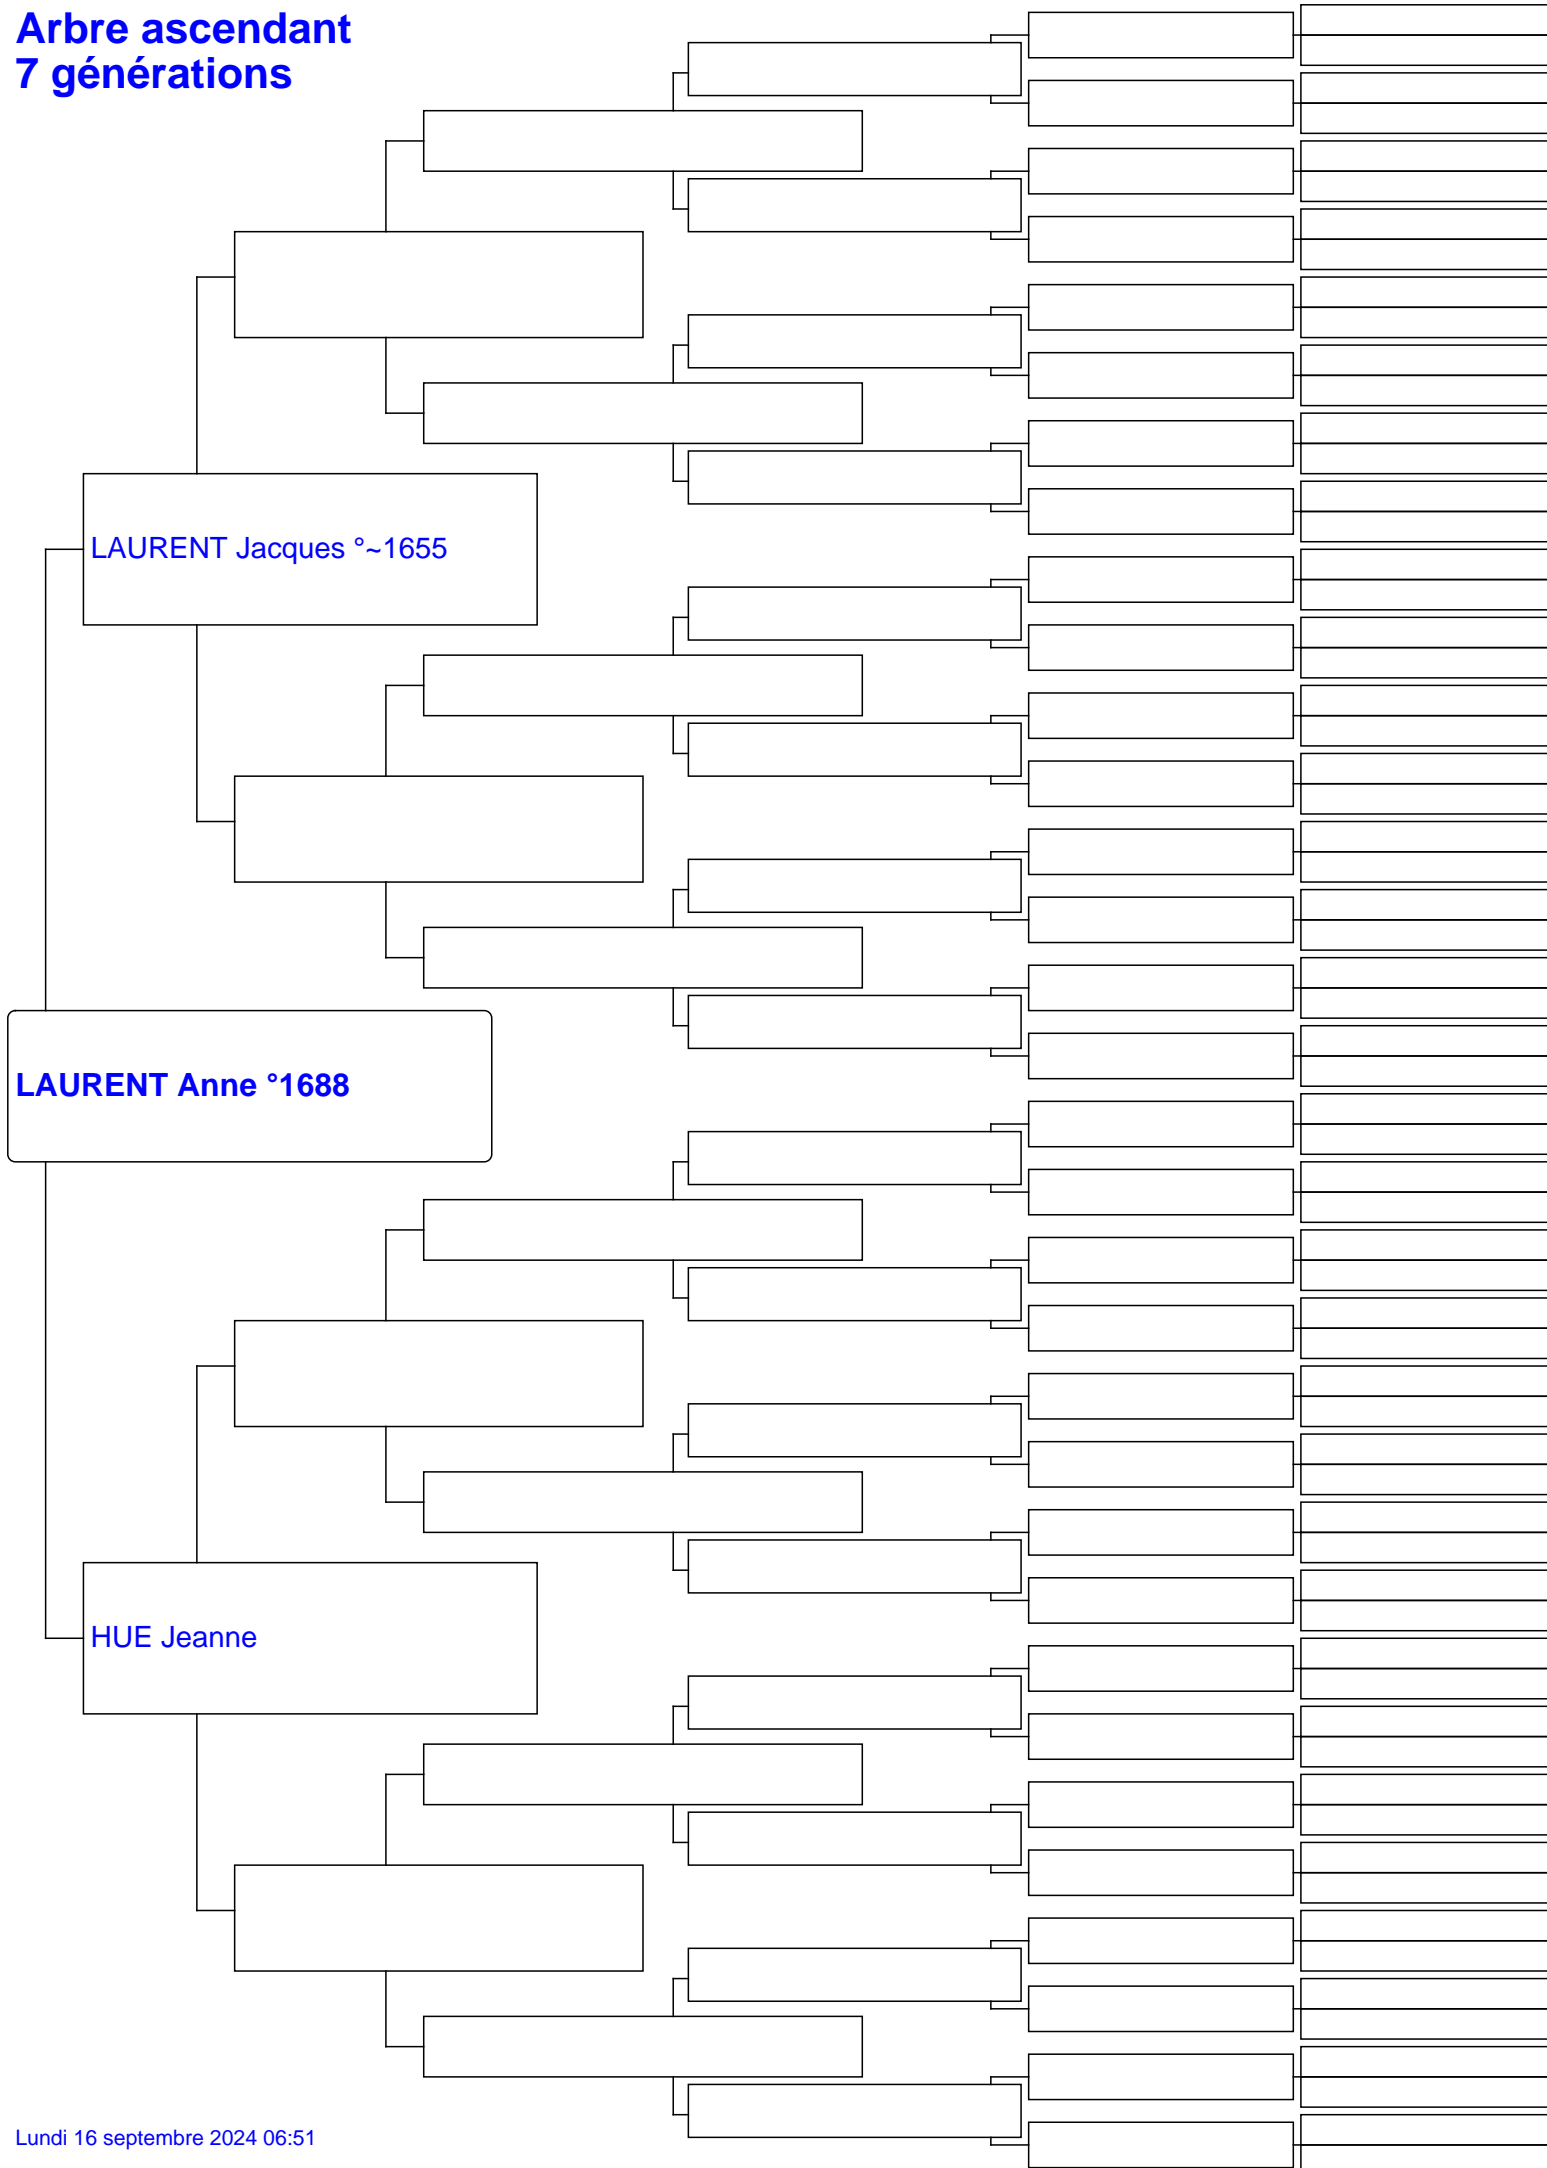 Arbre ascendant
7 générations
LAURENT Jacques °~1655
LAURENT Anne °1688
HUE Jeanne
Lundi 16 septembre 2024 06:51